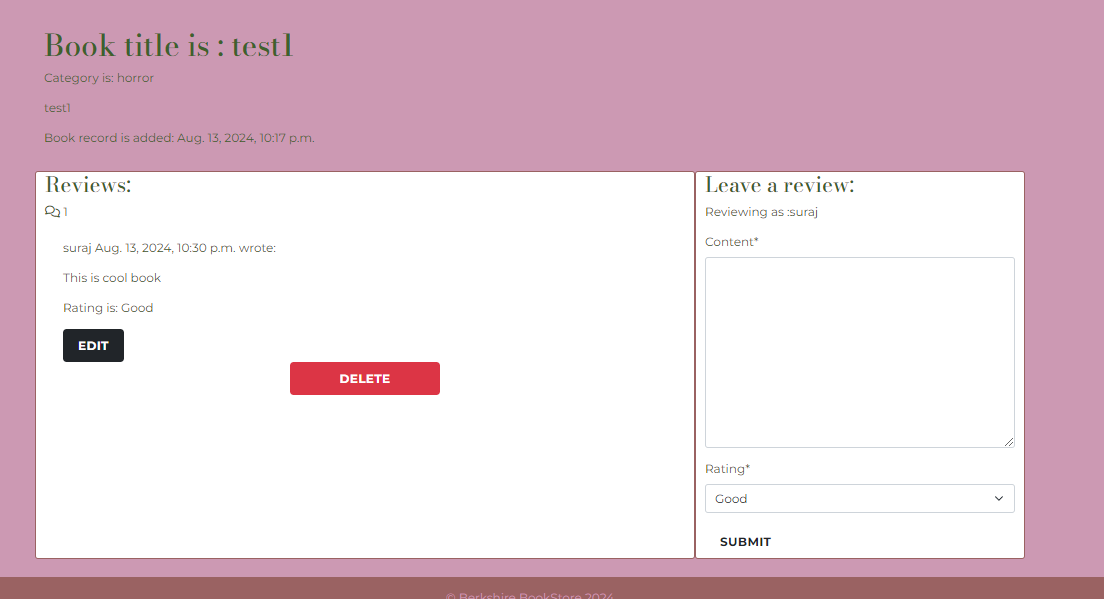 Book title is : test1
Category is: horror
test1
Book record is added: Aug. 13, 2024, 10:17 p.m.
Reviews:
1
suraj Aug. 13, 2024, 10:30 p.m. wrote:
This is cool book
Rating is: Good
EDIT
DELETE
Leave a review:
Reviewing as :suraj
Content*
Rating*
Good
SUBMIT
© Berkshire BookStore 2024